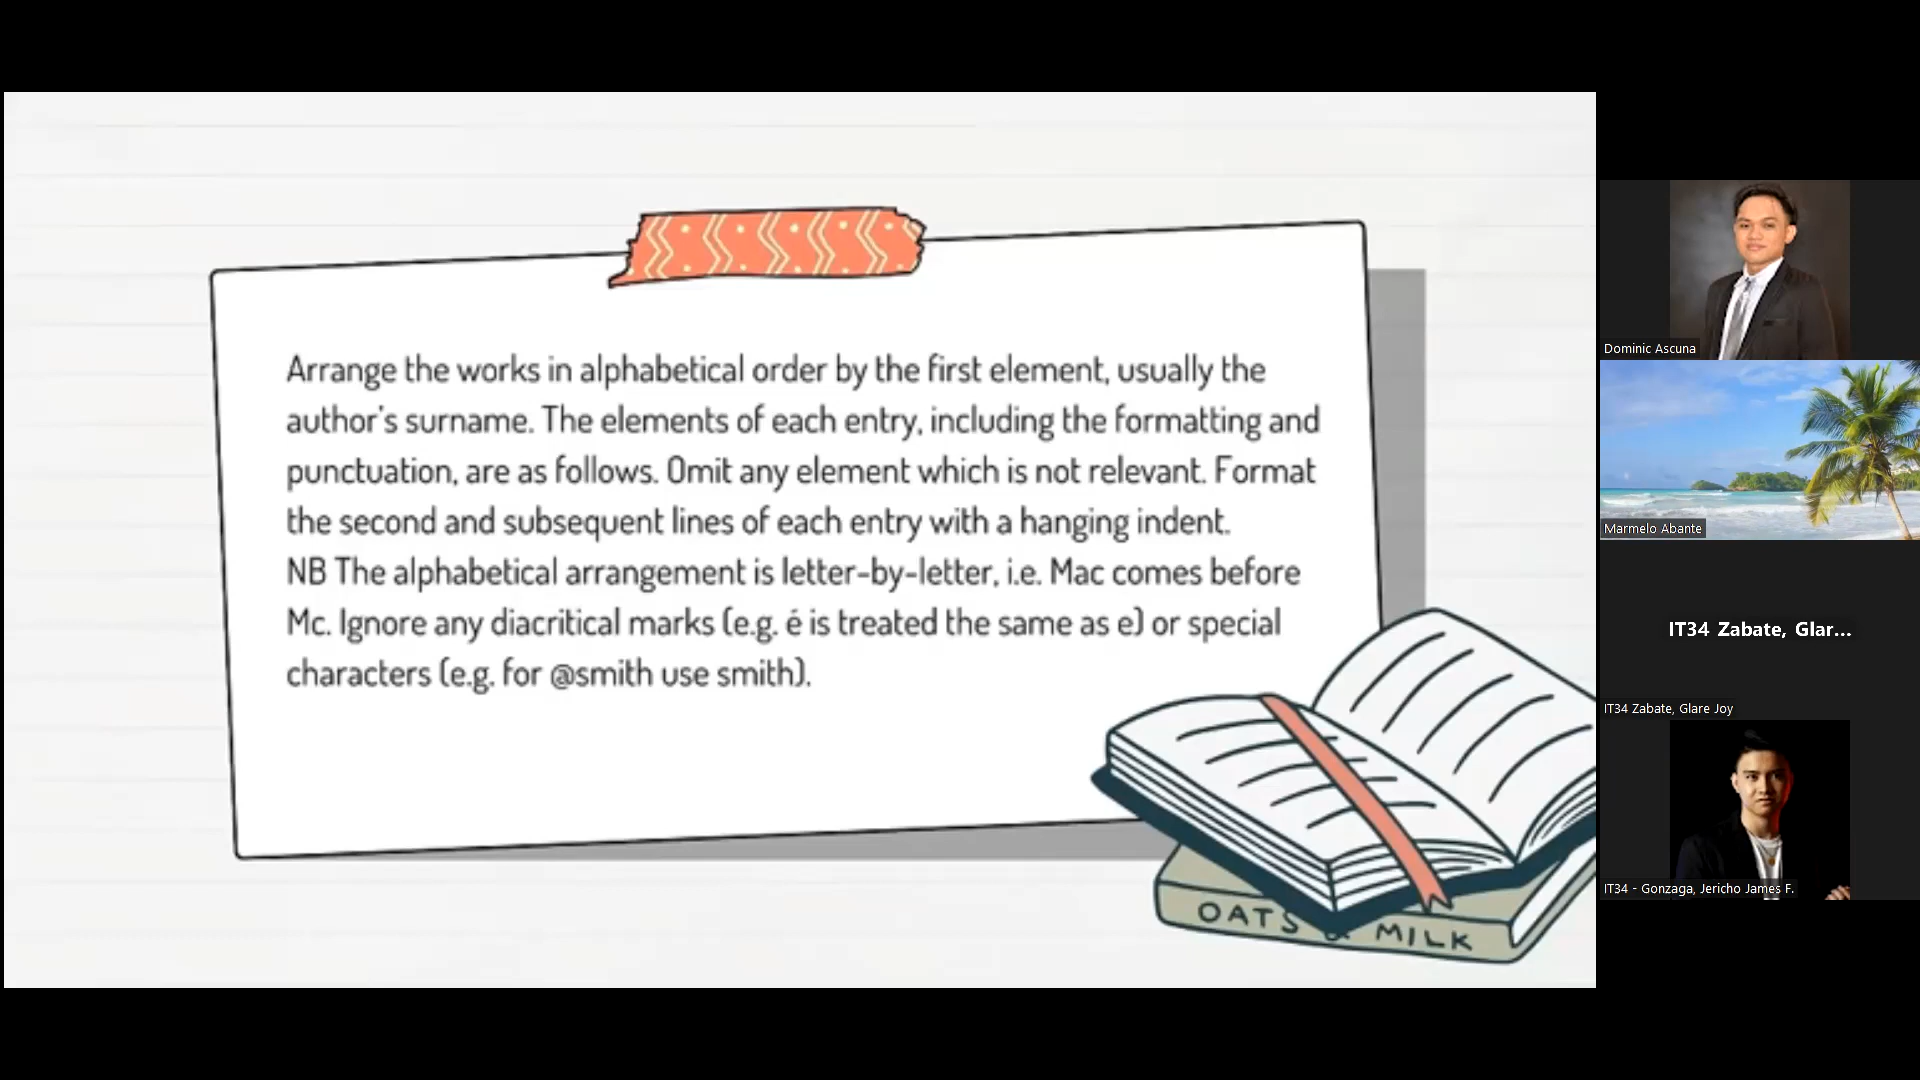 Arrange the works in alphabetical order by the first element, usually the
author's surname. The elements of each entry, including the formatting and
punctuation, are as follows. Omit any element which is not relevant. Format
the second and subsequent lines of each entry with a hanging indent.
NB The alphabetical arrangement is letter-by-letter, i.e. Mac comes before
Mc. Ignore any diacritical marks (e.g. é is treated the same as e) or special
characters (e.g. for @smith use smith).
OATS & MILK
Dominic Ascuna
Marmelo Abante
IT34 Zabate, Glar...
IT34 Zabate, Glare Joy
IT34 - Gonzaga, Jericho James F.